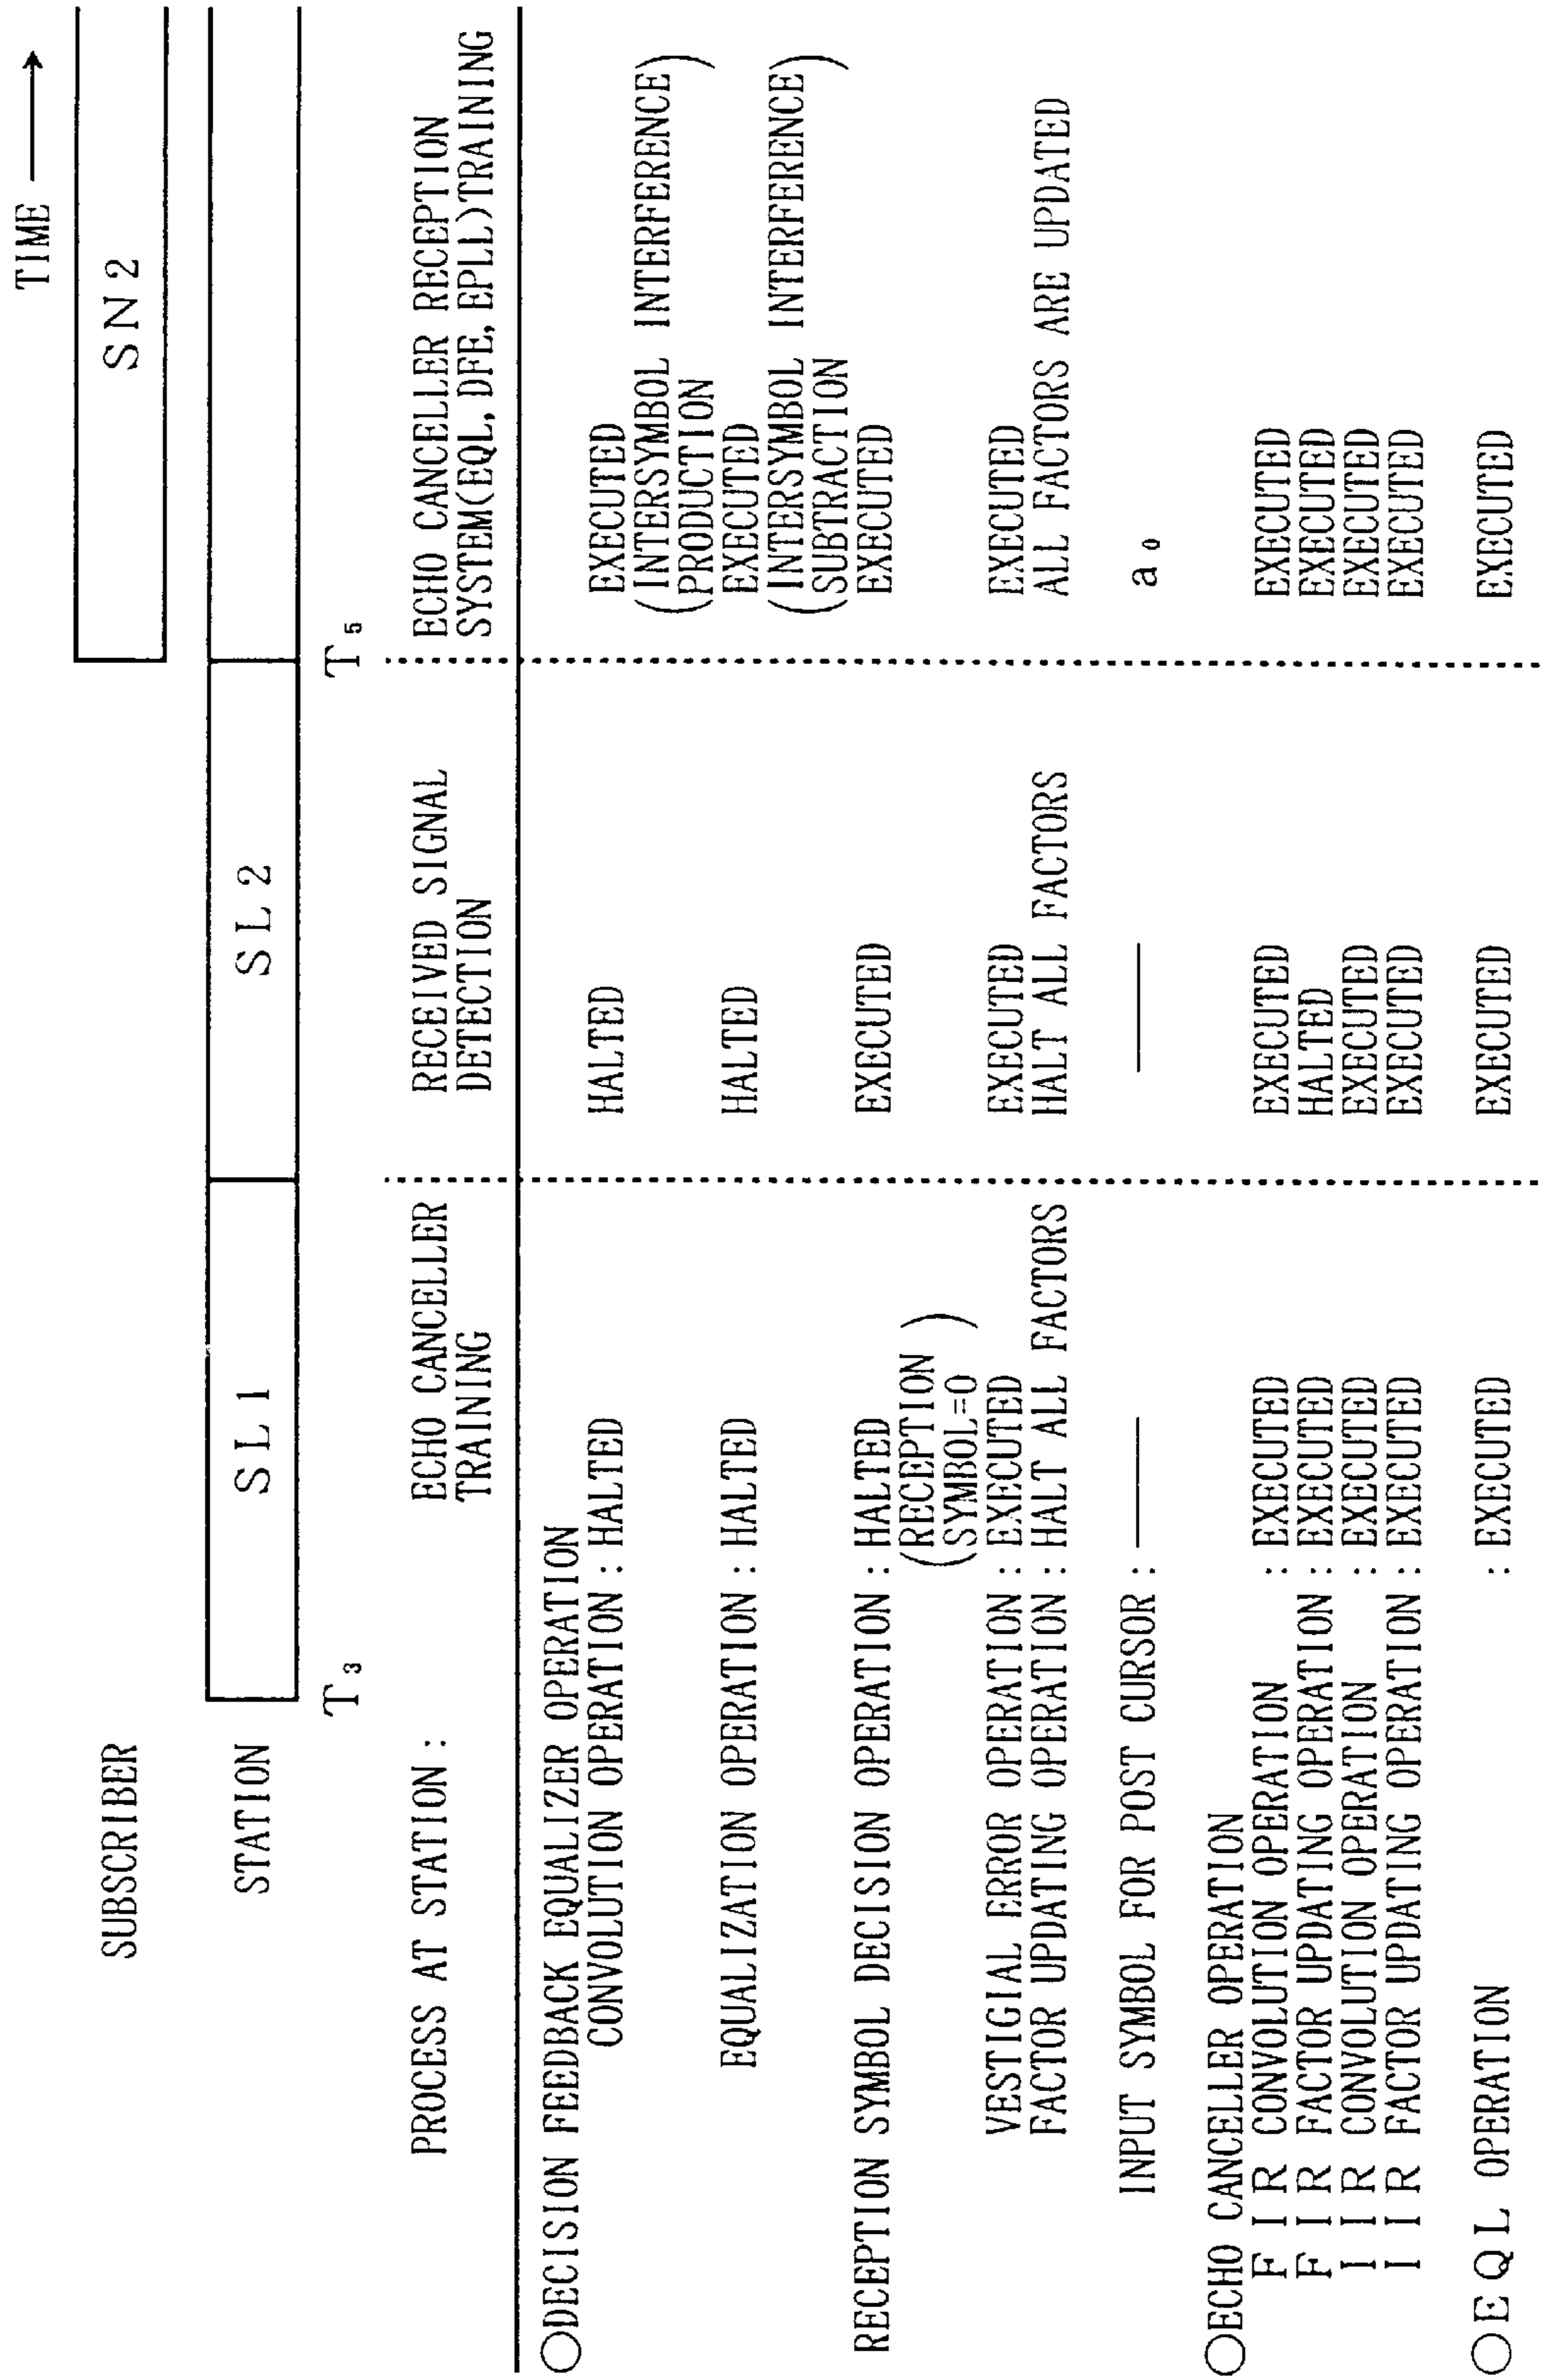 TIME
SUBSCRIBER
SN2
STATION
SL1
SL2
T3
T5
PROCESS AT STATION :
ECHO CANCELLER
TRAINING
RECEIVED SIGNAL
DETECTION
ECHO CANCELLER RECEPTION
SYSTEM(EQL, DFE, EPLL)TRAINING
○DECISION FEEDBACK EQUALIZER OPERATION
CONVOLUTION OPERATION : HALTED HALTED EXECUTED
(INTERSYMBOL INTERFERENCE
PRODUCTION)
EQUALIZATION OPERATION : HALTED HALTED EXECUTED
(INTERSYMBOL INTERFERENCE
SUBTRACTION)
RECEPTION SYMBOL DECISION OPERATION : HALTED EXECUTED EXECUTED
(RECEPTION
SYMBOL=0)
VESTIGIAL ERROR OPERATION : EXECUTED EXECUTED EXECUTED
FACTOR UPDATING OPERATION : HALT ALL FACTORS HALT ALL FACTORS ALL FACTORS ARE UPDATED
INPUT SYMBOL FOR POST CURSOR : —— —— a0
○ECHO CANCELLER OPERATION
FIR CONVOLUTION OPERATION : EXECUTED EXECUTED EXECUTED
FIR FACTOR UPDATING OPERATION : EXECUTED HALTED EXECUTED
IIR CONVOLUTION OPERATION : EXECUTED EXECUTED EXECUTED
IIR FACTOR UPDATING OPERATION : EXECUTED EXECUTED EXECUTED
○EQL OPERATION : EXECUTED EXECUTED EXECUTED